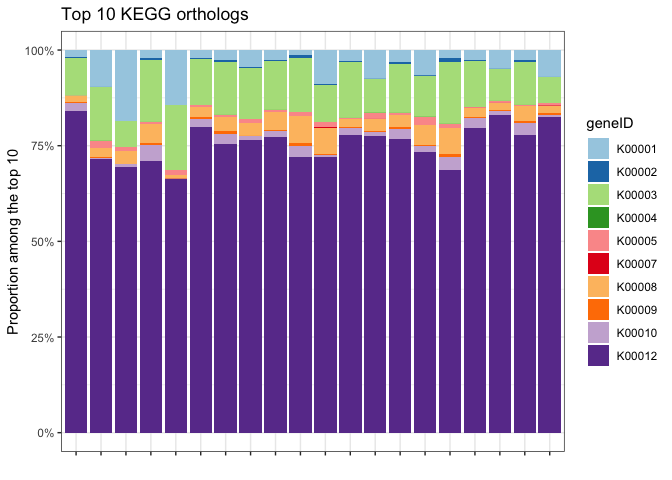 Top 10 KEGG orthologs
Proportion among the top 10
100%
75%
50%
25%
0%
geneID
K00001
K00002
K00003
K00004
K00005
K00007
K00008
K00009
K00010
K00012